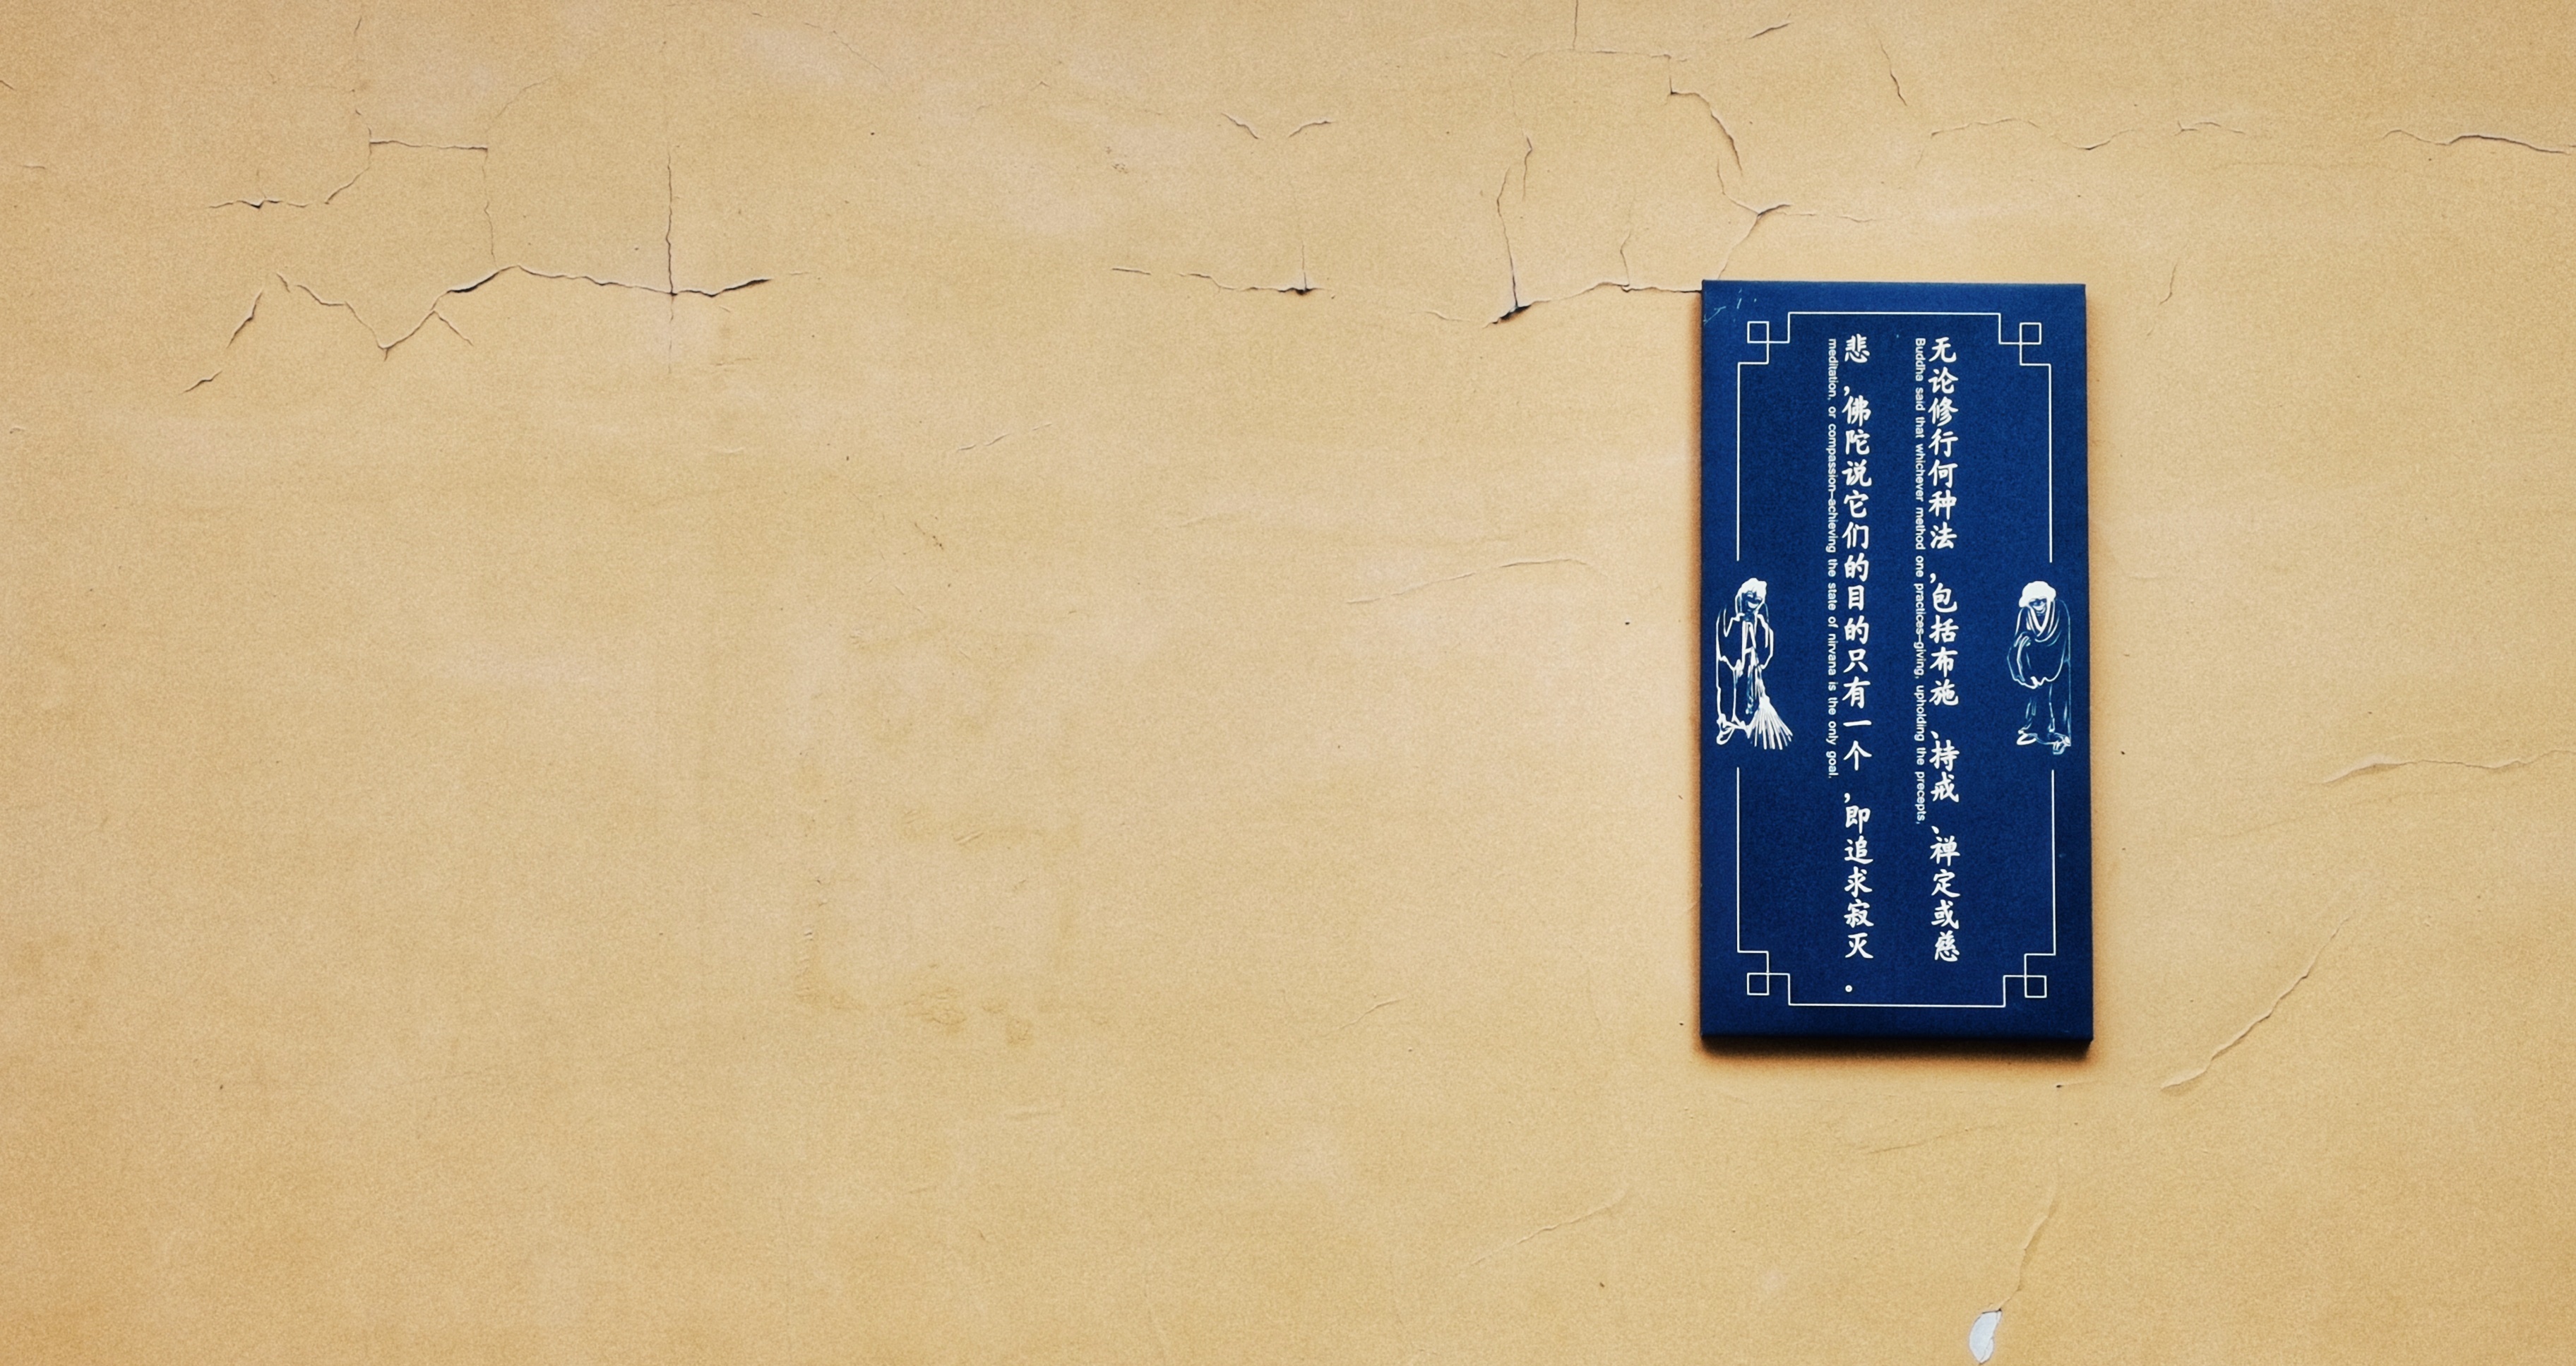 无论修行何种法，包括布施、持戒、禅定或慈
Buddha said that whichever method one practices—giving, upholding the precepts,
悲，佛陀说它们的目的只有一个，即追求寂灭。
meditation, or compassion—achieving the state of nirvana is the only goal.